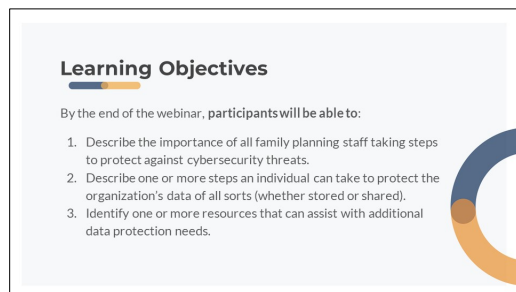 Learning Objectives
By the end of the webinar, participants will be able to:
1. Describe the importance of all family planning staff taking steps
to protect against cybersecurity threats.
2. Describe one or more steps an individual can take to protect the
organization's data of all sorts (whether stored or shared).
3. Identify one or more resources that can assist with additional
data protection needs.